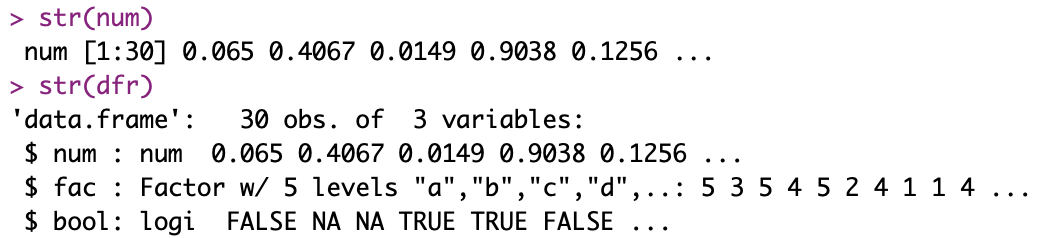 > str(num)
 num [1:30] 0.065 0.4067 0.0149 0.9038 0.1256 ...
> str(dfr)
'data.frame':   30 obs. of  3 variables:
 $ num : num  0.065 0.4067 0.0149 0.9038 0.1256 ...
 $ fac : Factor w/ 5 levels "a","b","c","d",..: 5 3 5 4 5 2 4 1 1 4 ...
 $ bool: logi  FALSE NA NA TRUE TRUE FALSE ...